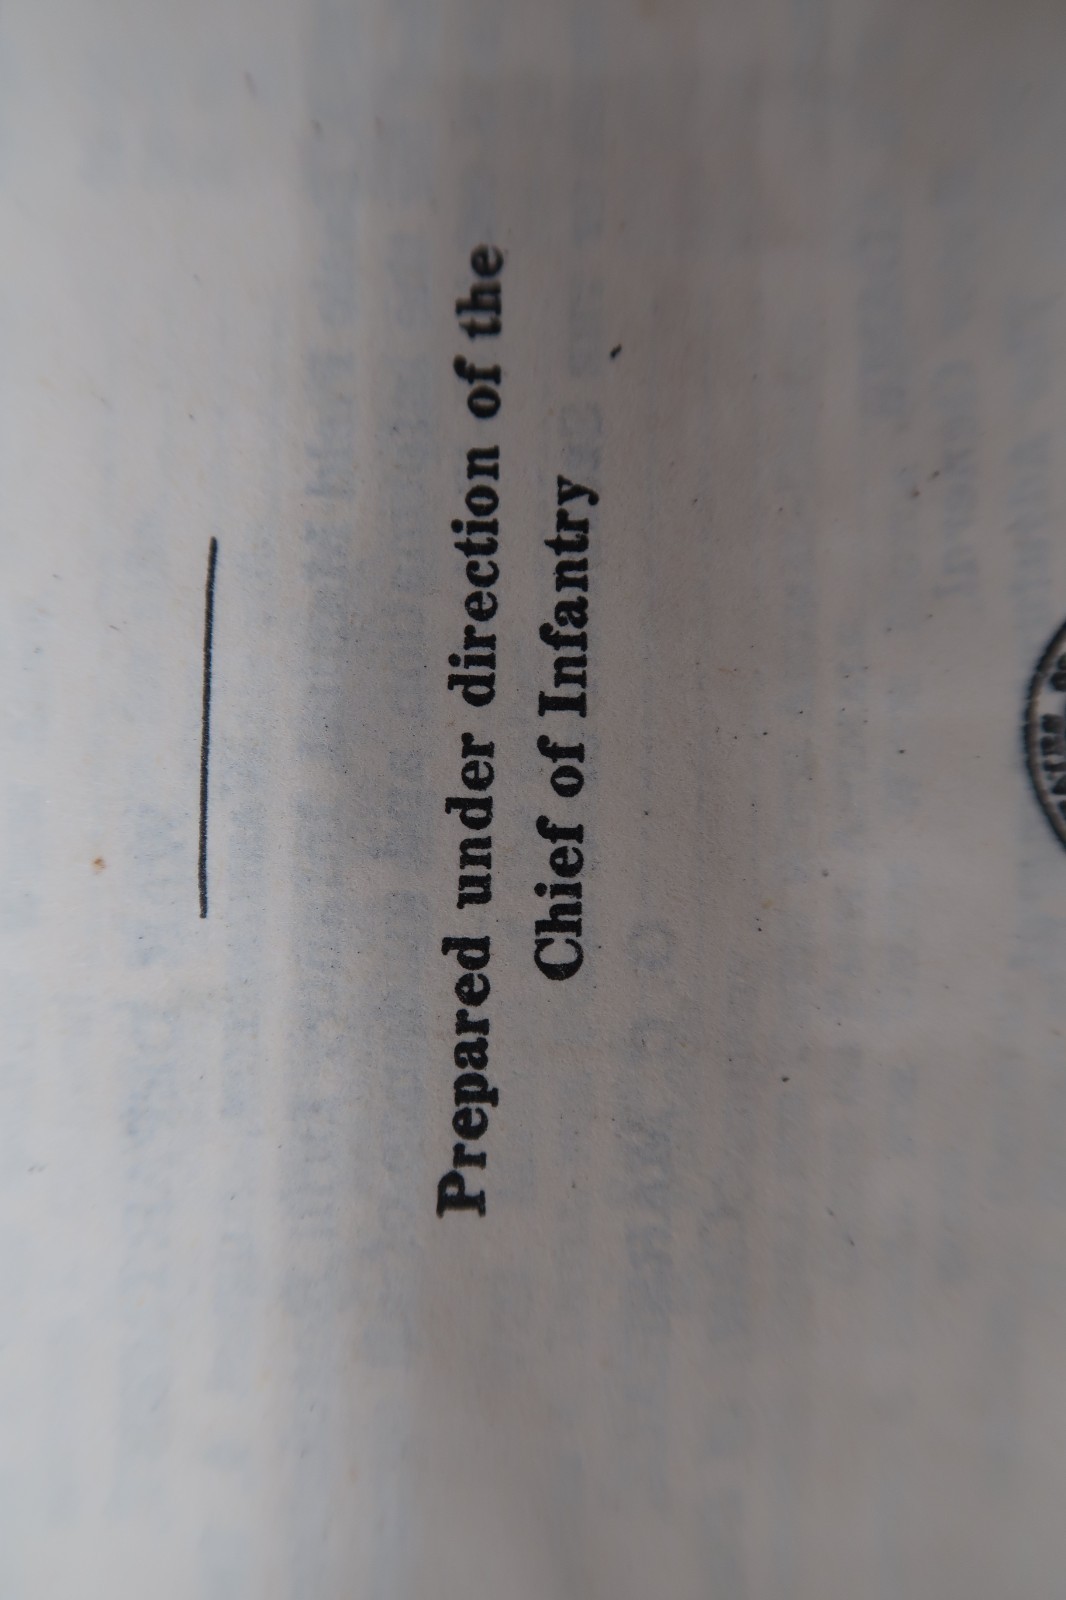 Prepared under direction of the
Chief of Infantry